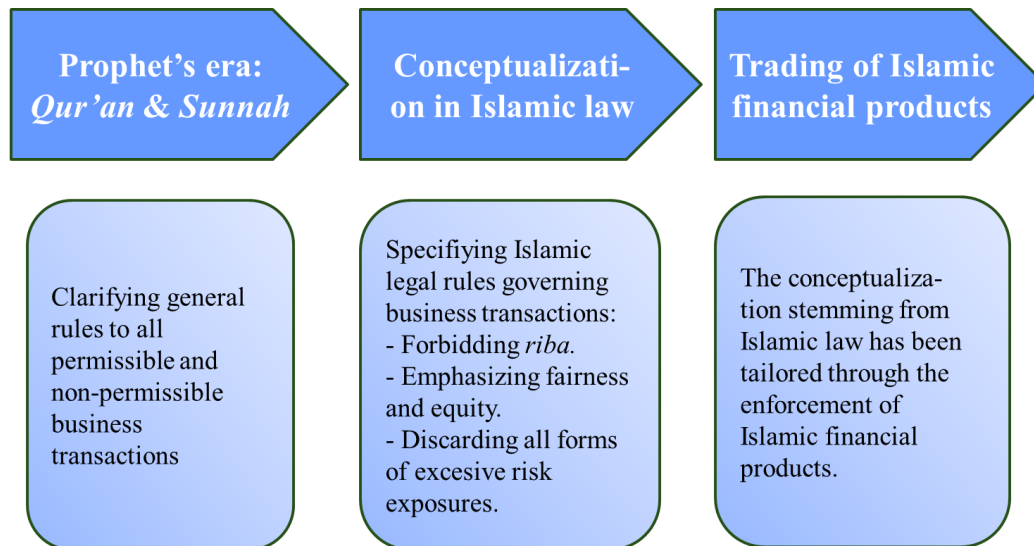 Prophet's era:
Qur'an & Sunnah
Conceptualizati-
on in Islamic law
Trading of Islamic
financial products
Clarifying general
rules to all
permissible and
non-permissible
business
transactions
Specifiying Islamic
legal rules governing
business transactions:
- Forbidding riba.
- Emphasizing fairness
and equity.
- Discarding all forms
of excesive risk
exposures.
The conceptualiza-
tion stemming from
Islamic law has been
tailored through the
enforcement of
Islamic financial
products.